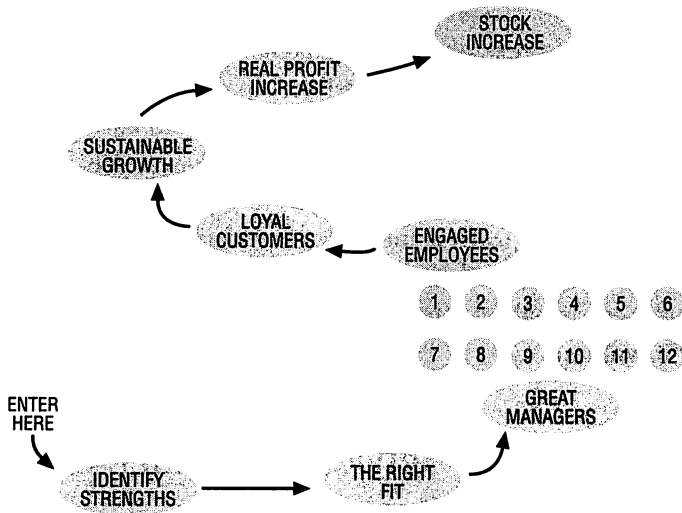 STOCK
INCREASE
REAL PROFIT
INCREASE
SUSTAINABLE
GROWTH
LOYAL
CUSTOMERS
ENGAGED
EMPLOYEES
1 2 3 4 5 6
7 8 9 10 11 12
GREAT
MANAGERS
ENTER
HERE
THE RIGHT
FIT
IDENTIFY
STRENGTHS